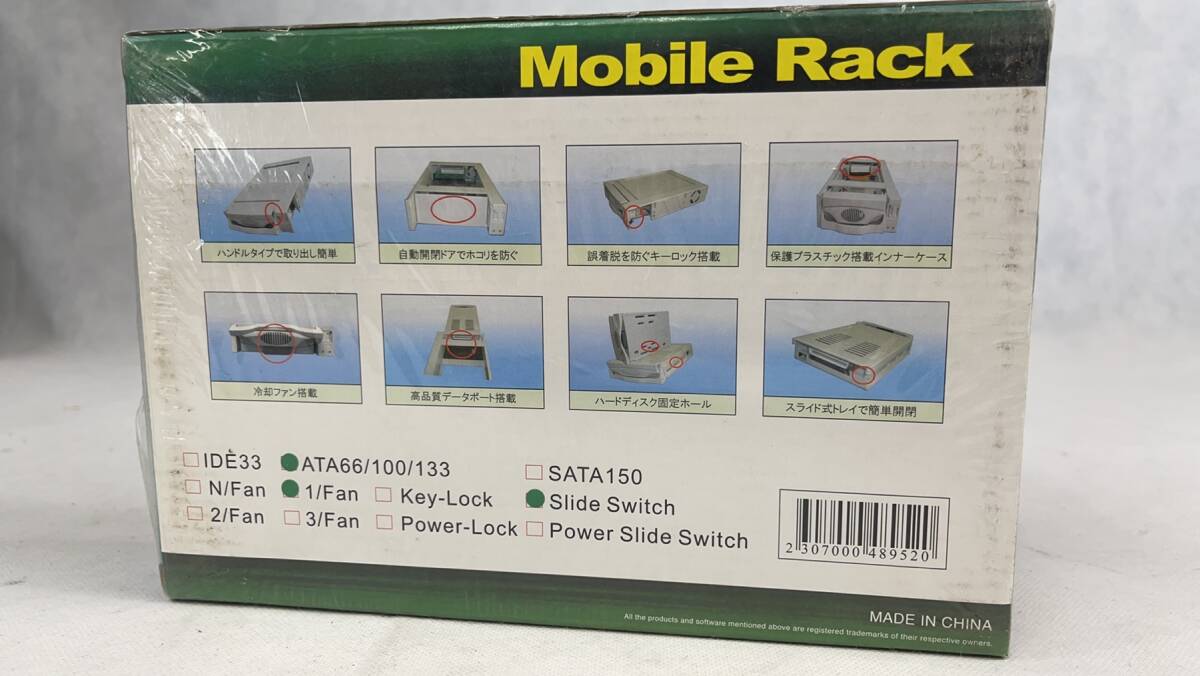 Mobile Rack
ハンドルタイプで取り出し簡単
自動開閉ドアでホコリを防ぐ
誤着脱を防ぐキーロック搭載
保護プラスチック搭載インナーケース
冷却ファン搭載
高品質データポート搭載
ハードディスク固定ホール
スライド式トレイで簡単開閉
IDE33 ATA66/100/133 SATA150
N/Fan 1/Fan Key-Lock Slide Switch
2/Fan 3/Fan Power-Lock Power Slide Switch
2 307000 489520
MADE IN CHINA
All the products and software mentioned above are registered trademarks of their respective owners.